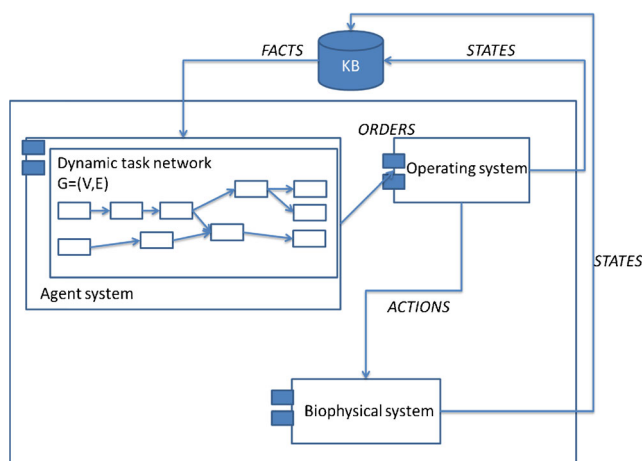 FACTS
STATES
KB
ORDERS
Dynamic task network
G=(V,E)
Operating system
Agent system
STATES
ACTIONS
Biophysical system